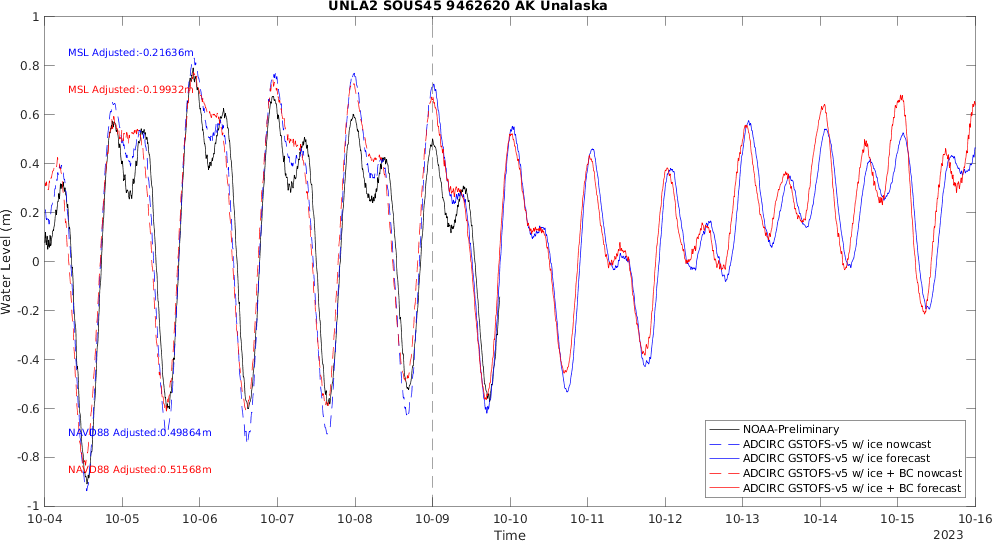 UNLA2 SOUS45 9462620 AK Unalaska
Water Level (m)
1
0.8
0.6
0.4
0.2
0
-0.2
-0.4
-0.6
-0.8
-1
MSL Adjusted:-0.21636m
MSL Adjusted:-0.19932m
NAVD88 Adjusted:0.49864m
NAVD88 Adjusted:0.51568m
NOAA-Preliminary
ADCIRC GSTOFS-v5 w/ ice nowcast
ADCIRC GSTOFS-v5 w/ ice forecast
ADCIRC GSTOFS-v5 w/ ice + BC nowcast
ADCIRC GSTOFS-v5 w/ ice + BC forecast
10-04 10-05 10-06 10-07 10-08 10-09 10-10 10-11 10-12 10-13 10-14 10-15 10-16
Time
2023